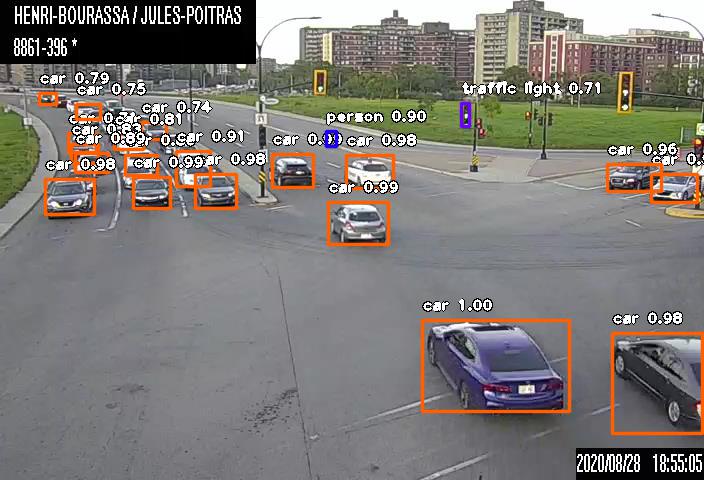 HENRI-BOURASSA / JULES-POITRAS
8861-396 *
car 0.79
car 0.75
car 0.74
0.81
car 0.91
person 0.90
traffic light 0.71
car 0.98
car 0.96
car 0.98
0.99
car 0.98
car 0.99
car 1.00
car 0.98
2020/08/28 18:55:05